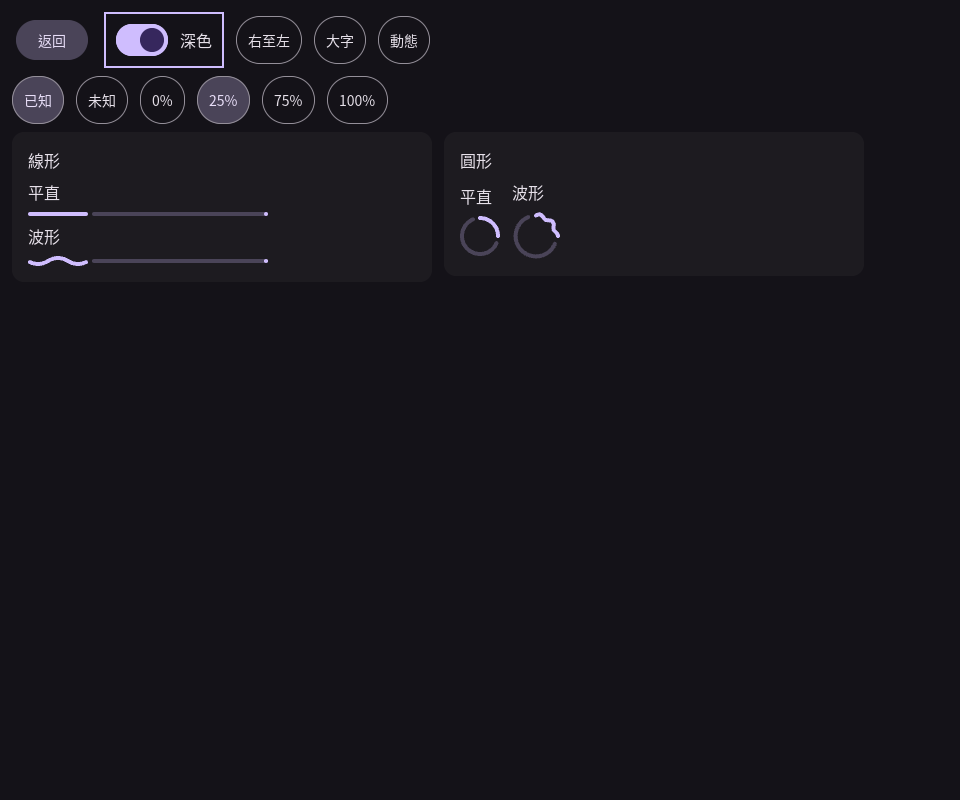 返回 深色 右至左 大字 動態
已知 未知 0% 25% 75% 100%
線形
平直
波形
圓形
平直 波形